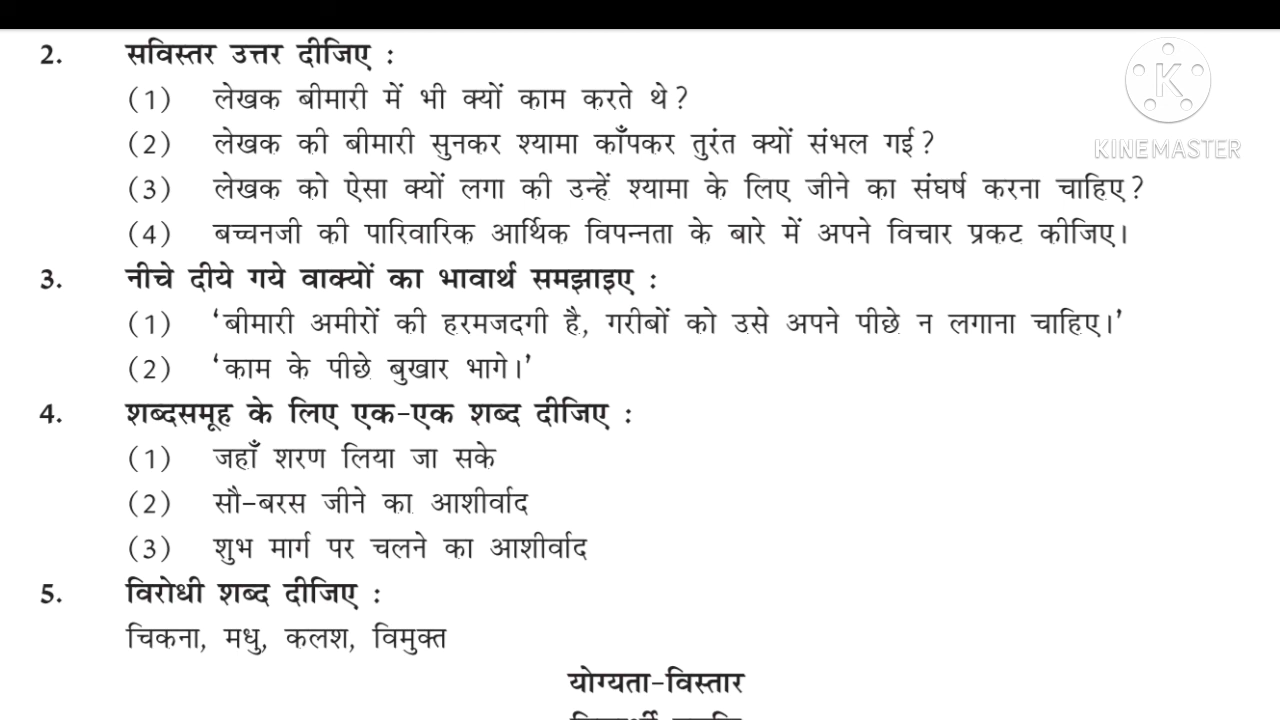 2. सविस्तर उत्तर दीजिए :
(1) लेखक बीमारी में भी क्यों काम करते थे?
(2) लेखक की बीमारी सुनकर श्यामा काँपकर तुरंत क्यों संभल गई?
(3) लेखक को ऐसा क्यों लगा की उन्हें श्यामा के लिए जीने का संघर्ष करना चाहिए?
(4) बच्चनजी की पारिवारिक आर्थिक विपन्नता के बारे में अपने विचार प्रकट कीजिए।
3. नीचे दीये गये वाक्यों का भावार्थ समझाइए :
(1) ‘बीमारी अमीरों की हरमजदगी है, गरीबों को उसे अपने पीछे न लगाना चाहिए।’
(2) ‘काम के पीछे बुखार भागे।’
4. शब्दसमूह के लिए एक-एक शब्द दीजिए :
(1) जहाँ शरण लिया जा सके
(2) सौ-बरस जीने का आशीर्वाद
(3) शुभ मार्ग पर चलने का आशीर्वाद
5. विरोधी शब्द दीजिए :
चिकना, मधु, कलश, विमुक्त
योग्यता-विस्तार
K
KINEMASTER